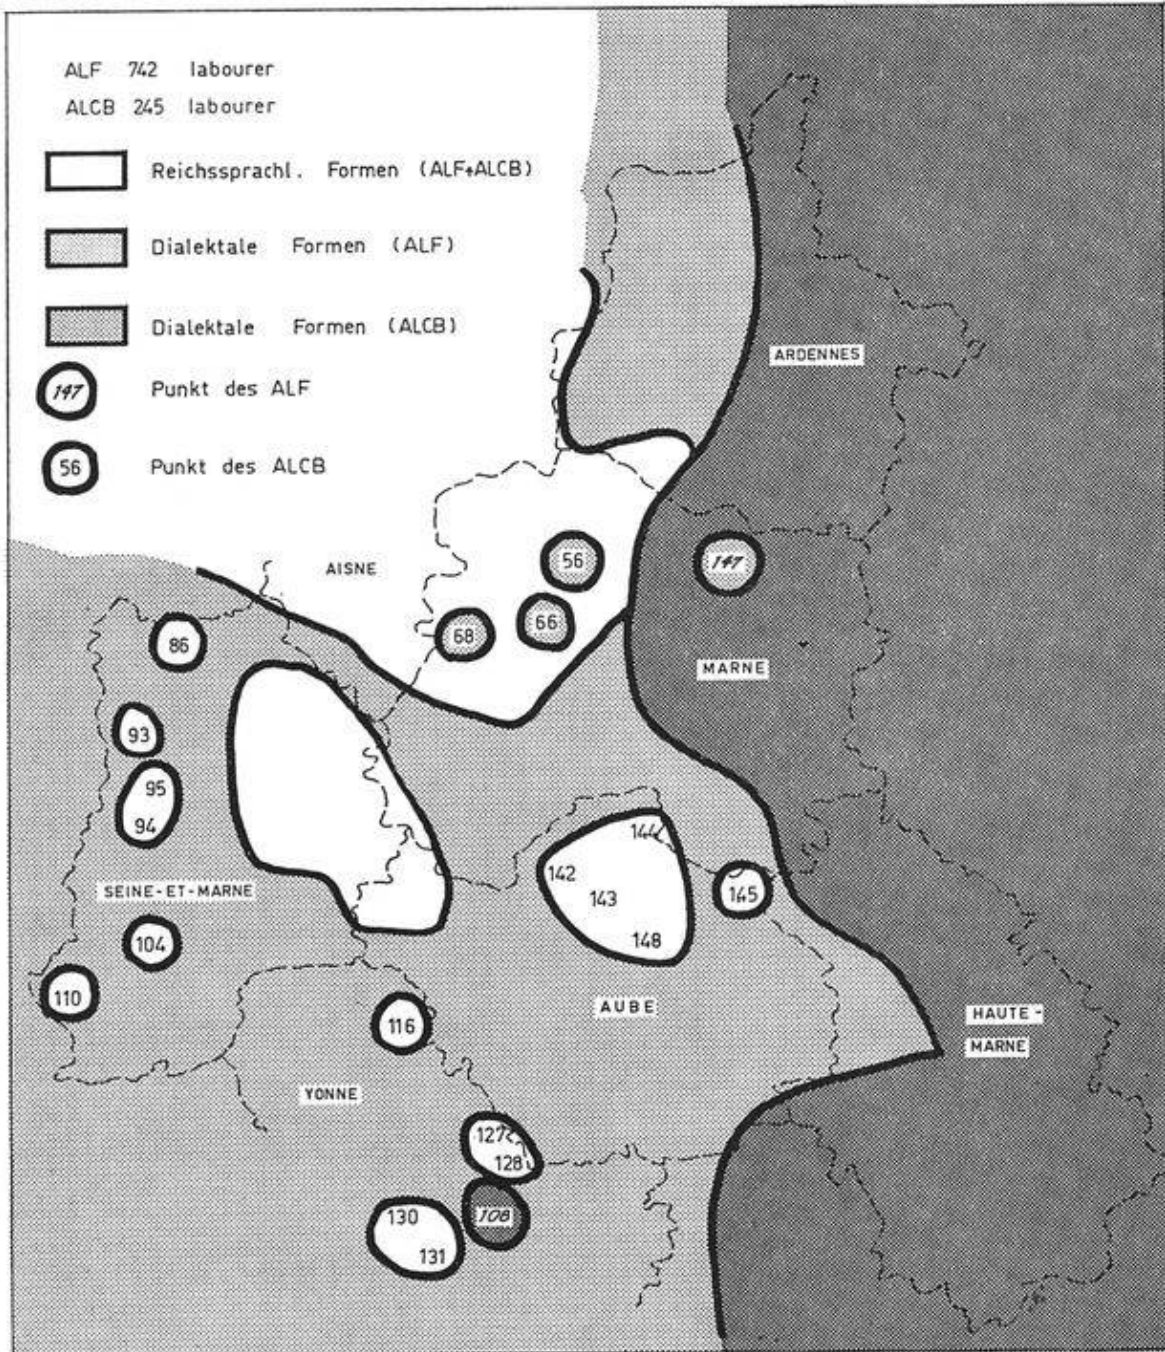 ALF 742 labourer
ALCB 245 labourer
Reichssprachl. Formen (ALF+ALCB)
Dialektale Formen (ALF)
Dialektale Formen (ALCB)
147 Punkt des ALF
56 Punkt des ALCB
ARDENNES
AISNE
56
147
68
66
86
MARNE
93
95
94
144
142
143
145
148
SEINE-ET-MARNE
104
110
116
AUBE
HAUTE-
MARNE
YONNE
127
128
130
108
131